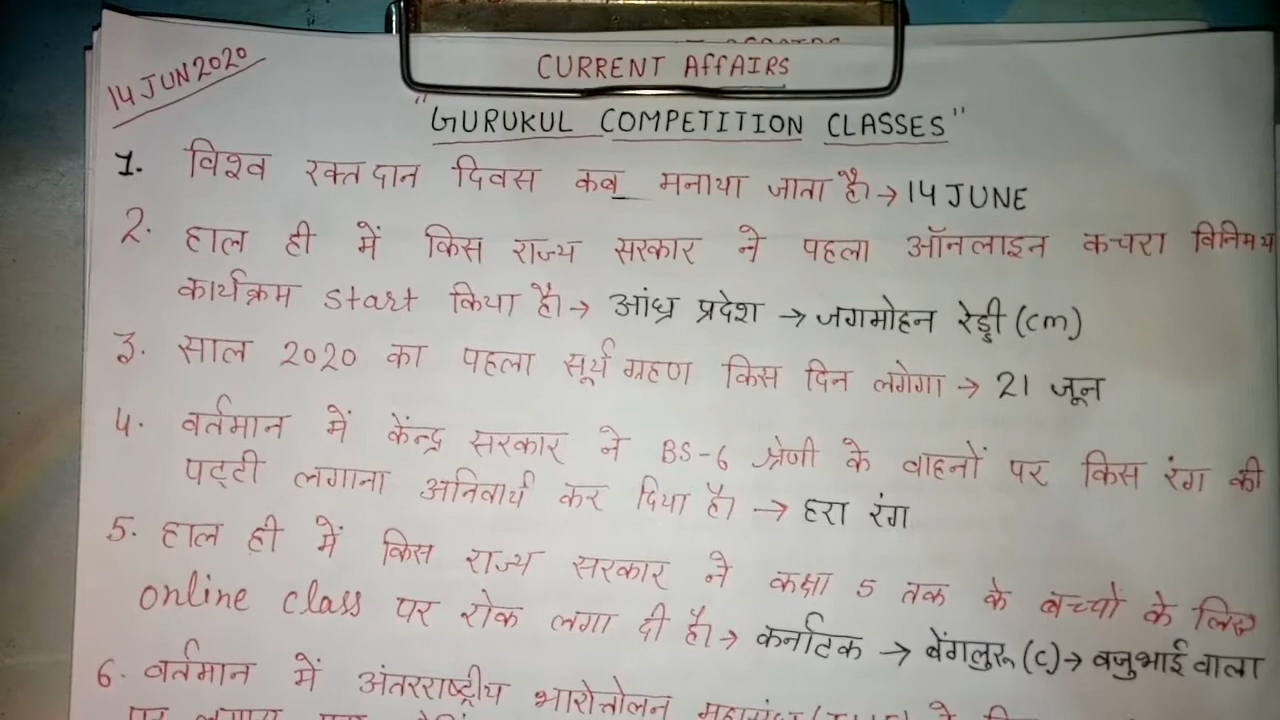 14 JUN 2020
CURRENT AffAIRS
"GURUKUL COMPETITION CLASSES"
1. विश्व रक्तदान दिवस कब मनाया जाता है। → 14 JUNE
2. हाल ही में किस राज्य सरकार ने पहला ऑनलाइन कचरा विनिमय
कार्यक्रम start किया है। → आंध्र प्रदेश → जगमोहन रेड्डी (cm)
3. साल 2020 का पहला सूर्य ग्रहण किस दिन लगेगा → 21 जून
4. वर्तमान में केंन्द्र सरकार ने BS-6 श्रेणी के वाहनों पर किस रंग की
पट्टी लगाना अनिवार्य कर दिया है। → हरा रंग
5. हाल ही में किस राज्य सरकार ने कक्षा 5 तक के बच्चों के लिए
online class पर रोक लगा दी है। → कर्नाटक → बेंगलुरू (c) → वजुभाई वाला
6. वर्तमान में अंतरराष्ट्रीय भारोत्तोलन महासंघ